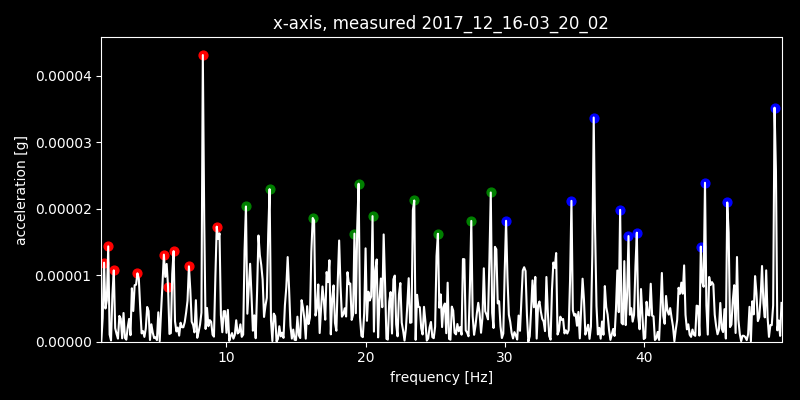 x-axis, measured 2017_12_16-03_20_02
acceleration [g]
0.00004
0.00003
0.00002
0.00001
0.00000
10 20 30 40
frequency [Hz]